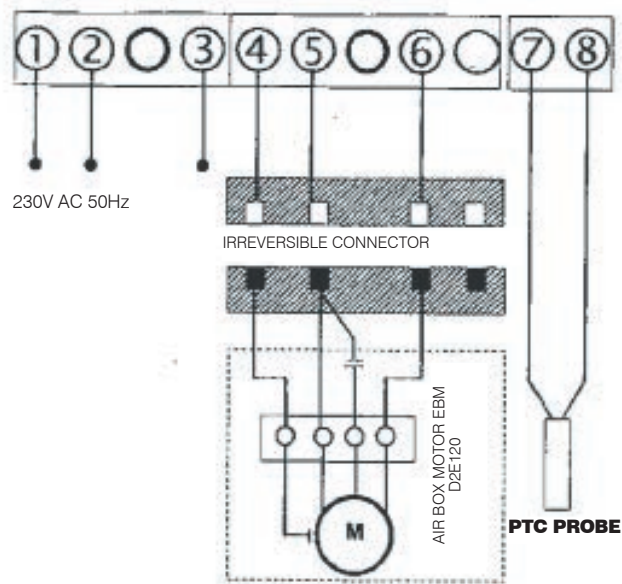 1 2 3 4 5 6 7 8
230V AC 50Hz
IRREVERSIBLE CONNECTOR
AIR BOX MOTOR EBM
D2E120
M
PTC PROBE